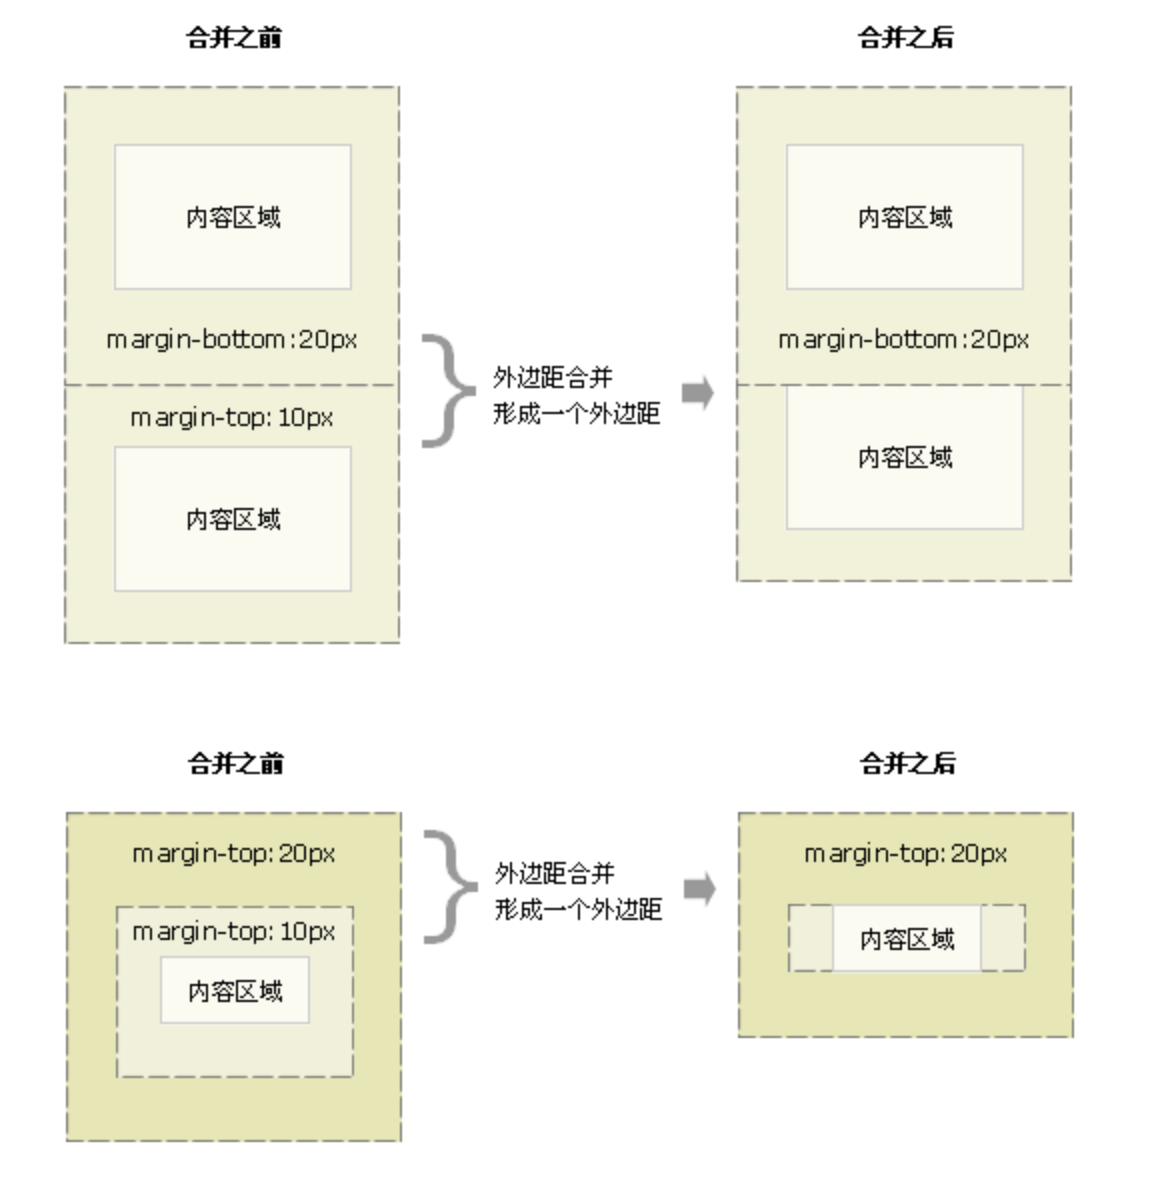 合并之前
合并之后
内容区域
内容区域
margin-bottom:20px
margin-bottom:20px
外边距合并
形成一个外边距
margin-top: 10px
内容区域
内容区域
合并之前
合并之后
margin-top: 20px
margin-top: 20px
外边距合并
形成一个外边距
margin-top: 10px
内容区域
内容区域